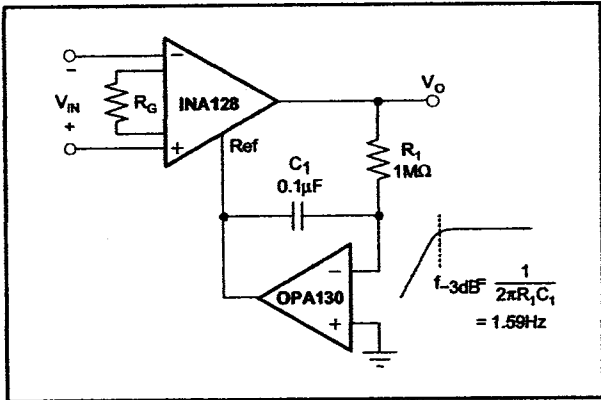 V_O
−
−
V_IN
R_G
INA128
+
+
Ref
R_1
1MΩ
C_1
0.1µF
−
OPA130
+
f_−3dB = 1 / 2πR_1C_1
= 1.59Hz